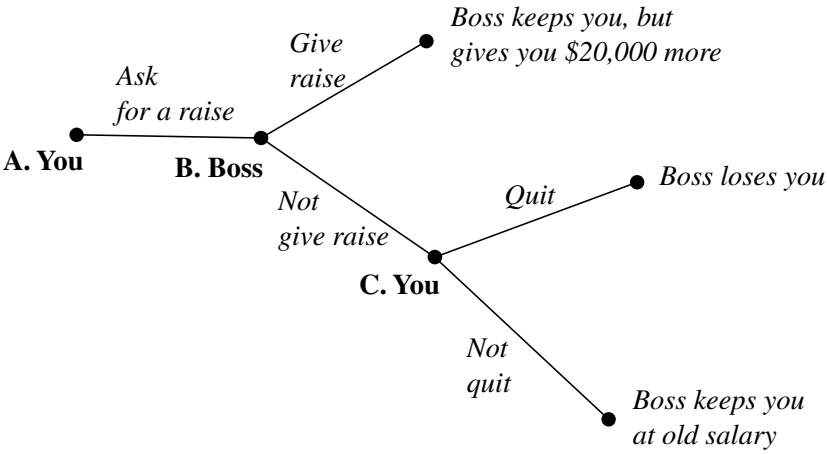 Boss keeps you, but
gives you $20,000 more
Give
raise
Ask
for a raise
A. You
B. Boss
Not
give raise
Quit
Boss loses you
C. You
Not
quit
Boss keeps you
at old salary